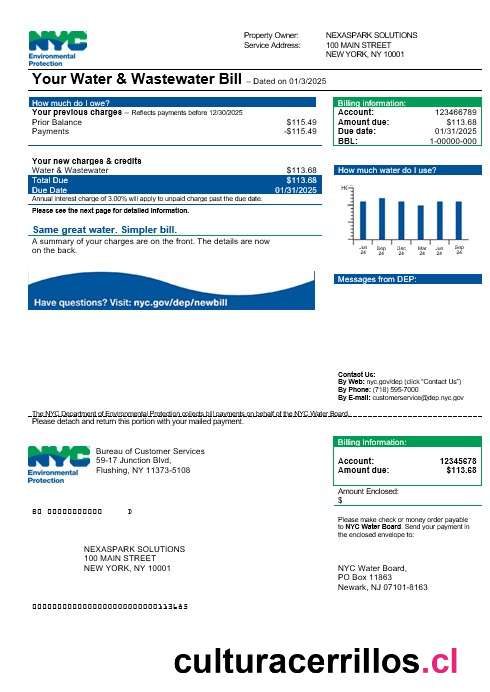 NYC
Environmental
Protection
Property Owner: NEXASPARK SOLUTIONS
Service Address: 100 MAIN STREET
NEW YORK, NY 10001
Your Water & Wastewater Bill – Dated on 01/3/2025
How much do I owe?
Your previous charges – Reflects payments before 12/30/2025
Prior Balance $115.49
Payments -$115.49
Your new charges & credits
Water & Wastewater $113.68
Total Due $113.68
Due Date 01/31/2025
Annual interest charge of 3.00% will apply to unpaid charge past the due date.
Please see the next page for detailed information.
Same great water. Simpler bill.
A summary of your charges are on the front. The details are now
on the back.
Have questions? Visit: nyc.gov/dep/newbill
Billing information:
Account: 123466789
Amount due: $113.68
Due date: 01/31/2025
BBL: 1-00000-000
How much water do I use?
Jun Sep Dec Mar Jun Sep
24 24 24 24 24 24
Messages from DEP:
Contact Us:
By Web: nyc.gov/dep (click "Contact Us")
By Phone: (718) 595-7000
By E-mail: customerservice@dep.nyc.gov
The NYC Department of Environmental Protection collects bill payments on behalf of the NYC Water Board.
Please detach and return this portion with your mailed payment.
NYC
Environmental
Protection
Bureau of Customer Services
59-17 Junction Blvd,
Flushing, NY 11373-5108
Billing Information:
Account: 12345678
Amount due: $113.68
Amount Enclosed:
$
Please make check or money order payable
to NYC Water Board. Send your payment in
the enclosed envelope to:
NEXASPARK SOLUTIONS
100 MAIN STREET
NEW YORK, NY 10001
NYC Water Board,
PO Box 11863
Newark, NJ 07101-8163
culturacerrillos.cl